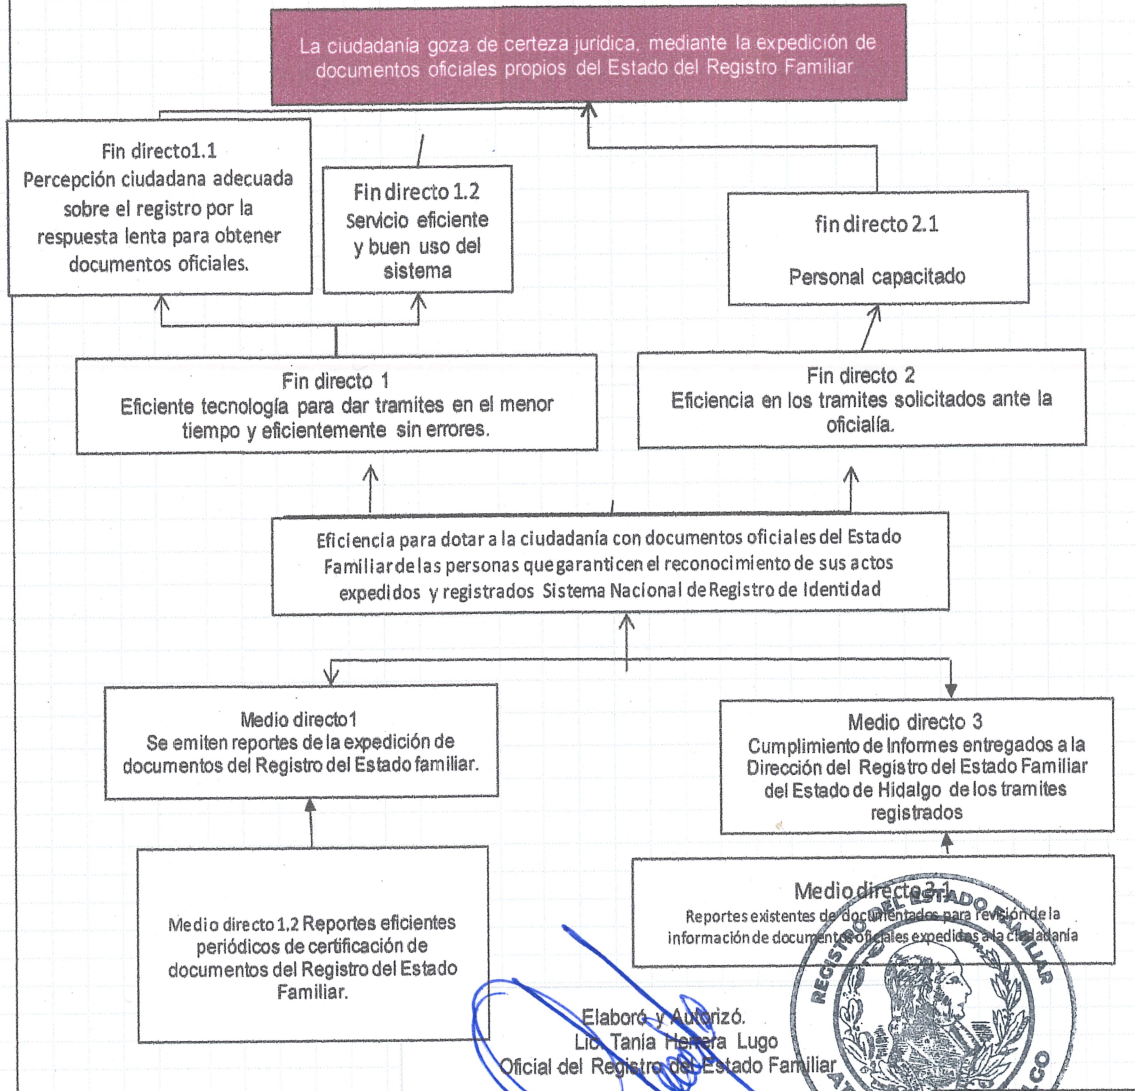 La ciudadanía goza de certeza jurídica, mediante la expedición de
documentos oficiales propios del Estado del Registro Familiar
Fin directo1.1
Percepción ciudadana adecuada
sobre el registro por la
respuesta lenta para obtener
documentos oficiales.
Fin directo 1.2
Servicio eficiente
y buen uso del
sistema
fin directo 2.1
Personal capacitado
Fin directo 1
Eficiente tecnología para dar tramites en el menor
tiempo y eficientemente sin errores.
Fin directo 2
Eficiencia en los tramites solicitados ante la
oficialía.
Eficiencia para dotar a la ciudadanía con documentos oficiales del Estado
Familiar de las personas que garanticen el reconocimiento de sus actos
expedidos y registrados Sistema Nacional de Registro de Identidad
Medio directo1
Se emiten reportes de la expedición de
documentos del Registro del Estado familiar.
Medio directo 3
Cumplimiento de Informes entregados a la
Dirección del Registro del Estado Familiar
del Estado de Hidalgo de los tramites
registrados
Medio directo1.2 Reportes eficientes
periódicos de certificación de
documentos del Registro del Estado
Familiar.
Medio directo
Reportes existentes de documentados para revisión de la
información de documentos oficiales expedidas a la ciudadanía
Elaboró y Autorizó.
Lic. Tania Herrera Lugo
Oficial del Registro del Estado Familiar
REGISTRO DEL ESTADO FAMILIAR